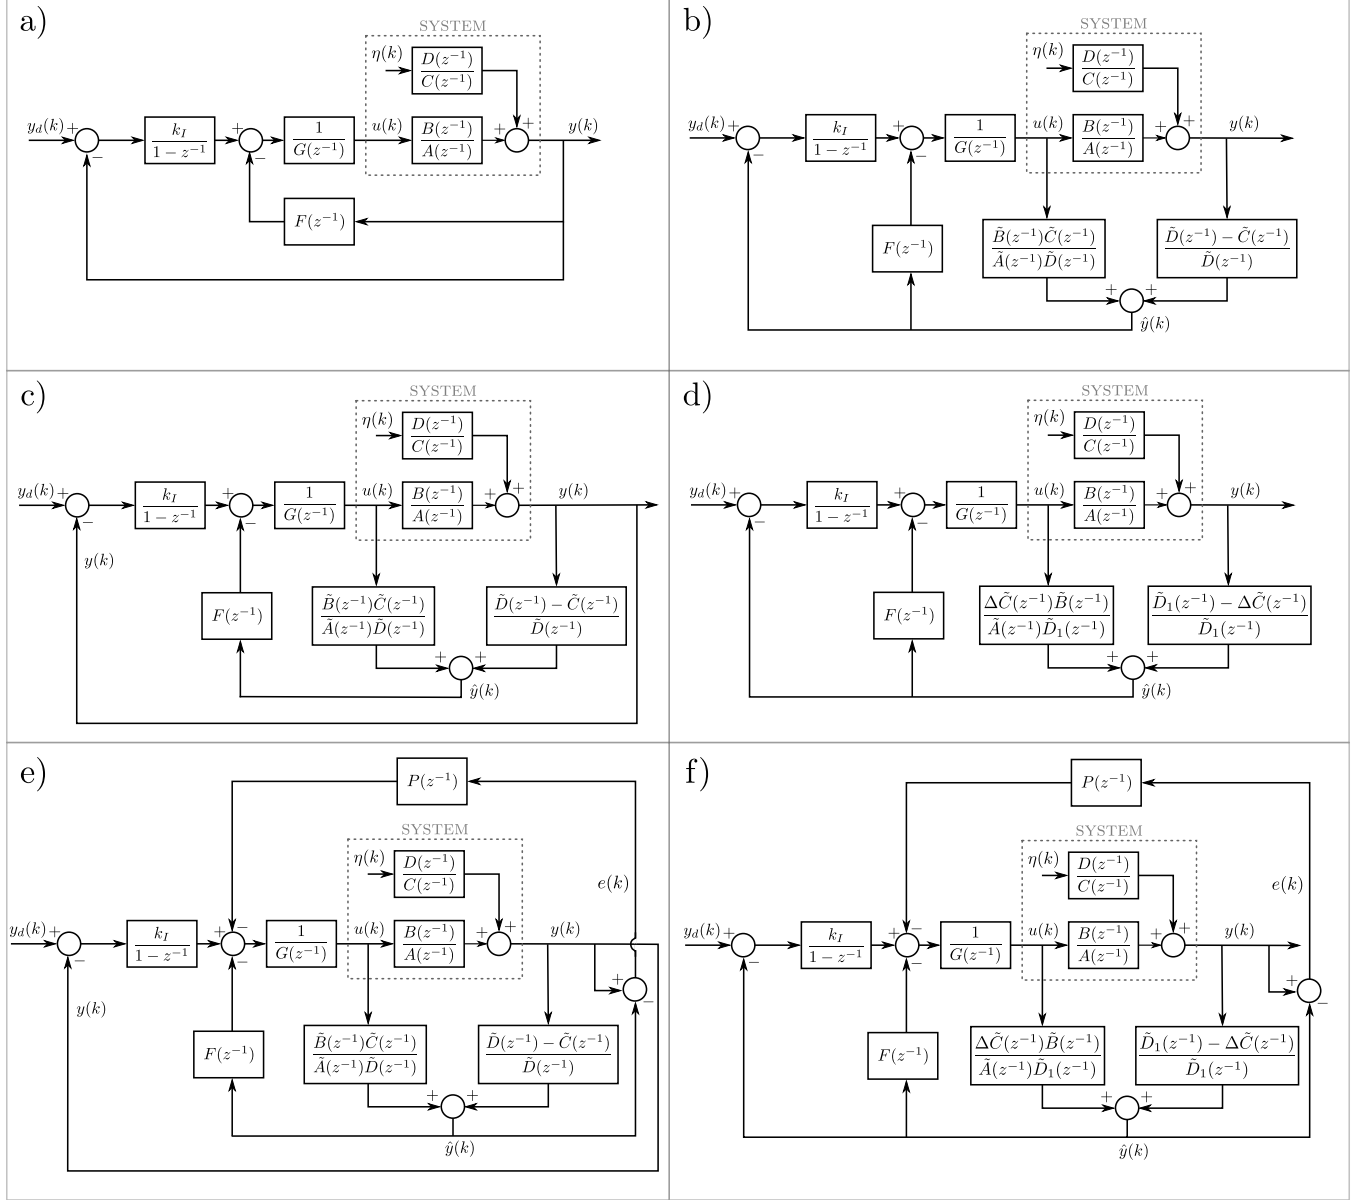 a)
SYSTEM
η(k)
D(z⁻¹)
C(z⁻¹)
y_d(k) +
−
k_I
1 − z⁻¹
+
−
1
G(z⁻¹)
u(k)
B(z⁻¹)
A(z⁻¹)
+ +
y(k)
F(z⁻¹)
b)
SYSTEM
η(k)
D(z⁻¹)
C(z⁻¹)
y_d(k) +
−
k_I
1 − z⁻¹
+
−
1
G(z⁻¹)
u(k)
B(z⁻¹)
A(z⁻¹)
+ +
y(k)
F(z⁻¹)
B̃(z⁻¹)C̃(z⁻¹)
Ã(z⁻¹)D̃(z⁻¹)
D̃(z⁻¹) − C̃(z⁻¹)
D̃(z⁻¹)
+ +
ŷ(k)
c)
SYSTEM
η(k)
D(z⁻¹)
C(z⁻¹)
y_d(k) +
−
k_I
1 − z⁻¹
+
−
1
G(z⁻¹)
u(k)
B(z⁻¹)
A(z⁻¹)
+ +
y(k)
y(k)
F(z⁻¹)
B̃(z⁻¹)C̃(z⁻¹)
Ã(z⁻¹)D̃(z⁻¹)
D̃(z⁻¹) − C̃(z⁻¹)
D̃(z⁻¹)
+ +
ŷ(k)
d)
SYSTEM
η(k)
D(z⁻¹)
C(z⁻¹)
y_d(k) +
−
k_I
1 − z⁻¹
+
−
1
G(z⁻¹)
u(k)
B(z⁻¹)
A(z⁻¹)
+ +
y(k)
F(z⁻¹)
ΔC̃(z⁻¹)B̃(z⁻¹)
Ã(z⁻¹)D̃₁(z⁻¹)
D̃₁(z⁻¹) − ΔC̃(z⁻¹)
D̃₁(z⁻¹)
+ +
ŷ(k)
e)
P(z⁻¹)
SYSTEM
η(k)
D(z⁻¹)
C(z⁻¹)
e(k)
y_d(k) +
−
k_I
1 − z⁻¹
+ −
−
1
G(z⁻¹)
u(k)
B(z⁻¹)
A(z⁻¹)
+ +
y(k)
+
−
y(k)
F(z⁻¹)
B̃(z⁻¹)C̃(z⁻¹)
Ã(z⁻¹)D̃(z⁻¹)
D̃(z⁻¹) − C̃(z⁻¹)
D̃(z⁻¹)
+ +
ŷ(k)
f)
P(z⁻¹)
SYSTEM
η(k)
D(z⁻¹)
C(z⁻¹)
e(k)
y_d(k) +
−
k_I
1 − z⁻¹
+ −
−
1
G(z⁻¹)
u(k)
B(z⁻¹)
A(z⁻¹)
+ +
y(k)
+
−
F(z⁻¹)
ΔC̃(z⁻¹)B̃(z⁻¹)
Ã(z⁻¹)D̃₁(z⁻¹)
D̃₁(z⁻¹) − ΔC̃(z⁻¹)
D̃₁(z⁻¹)
+ +
ŷ(k)